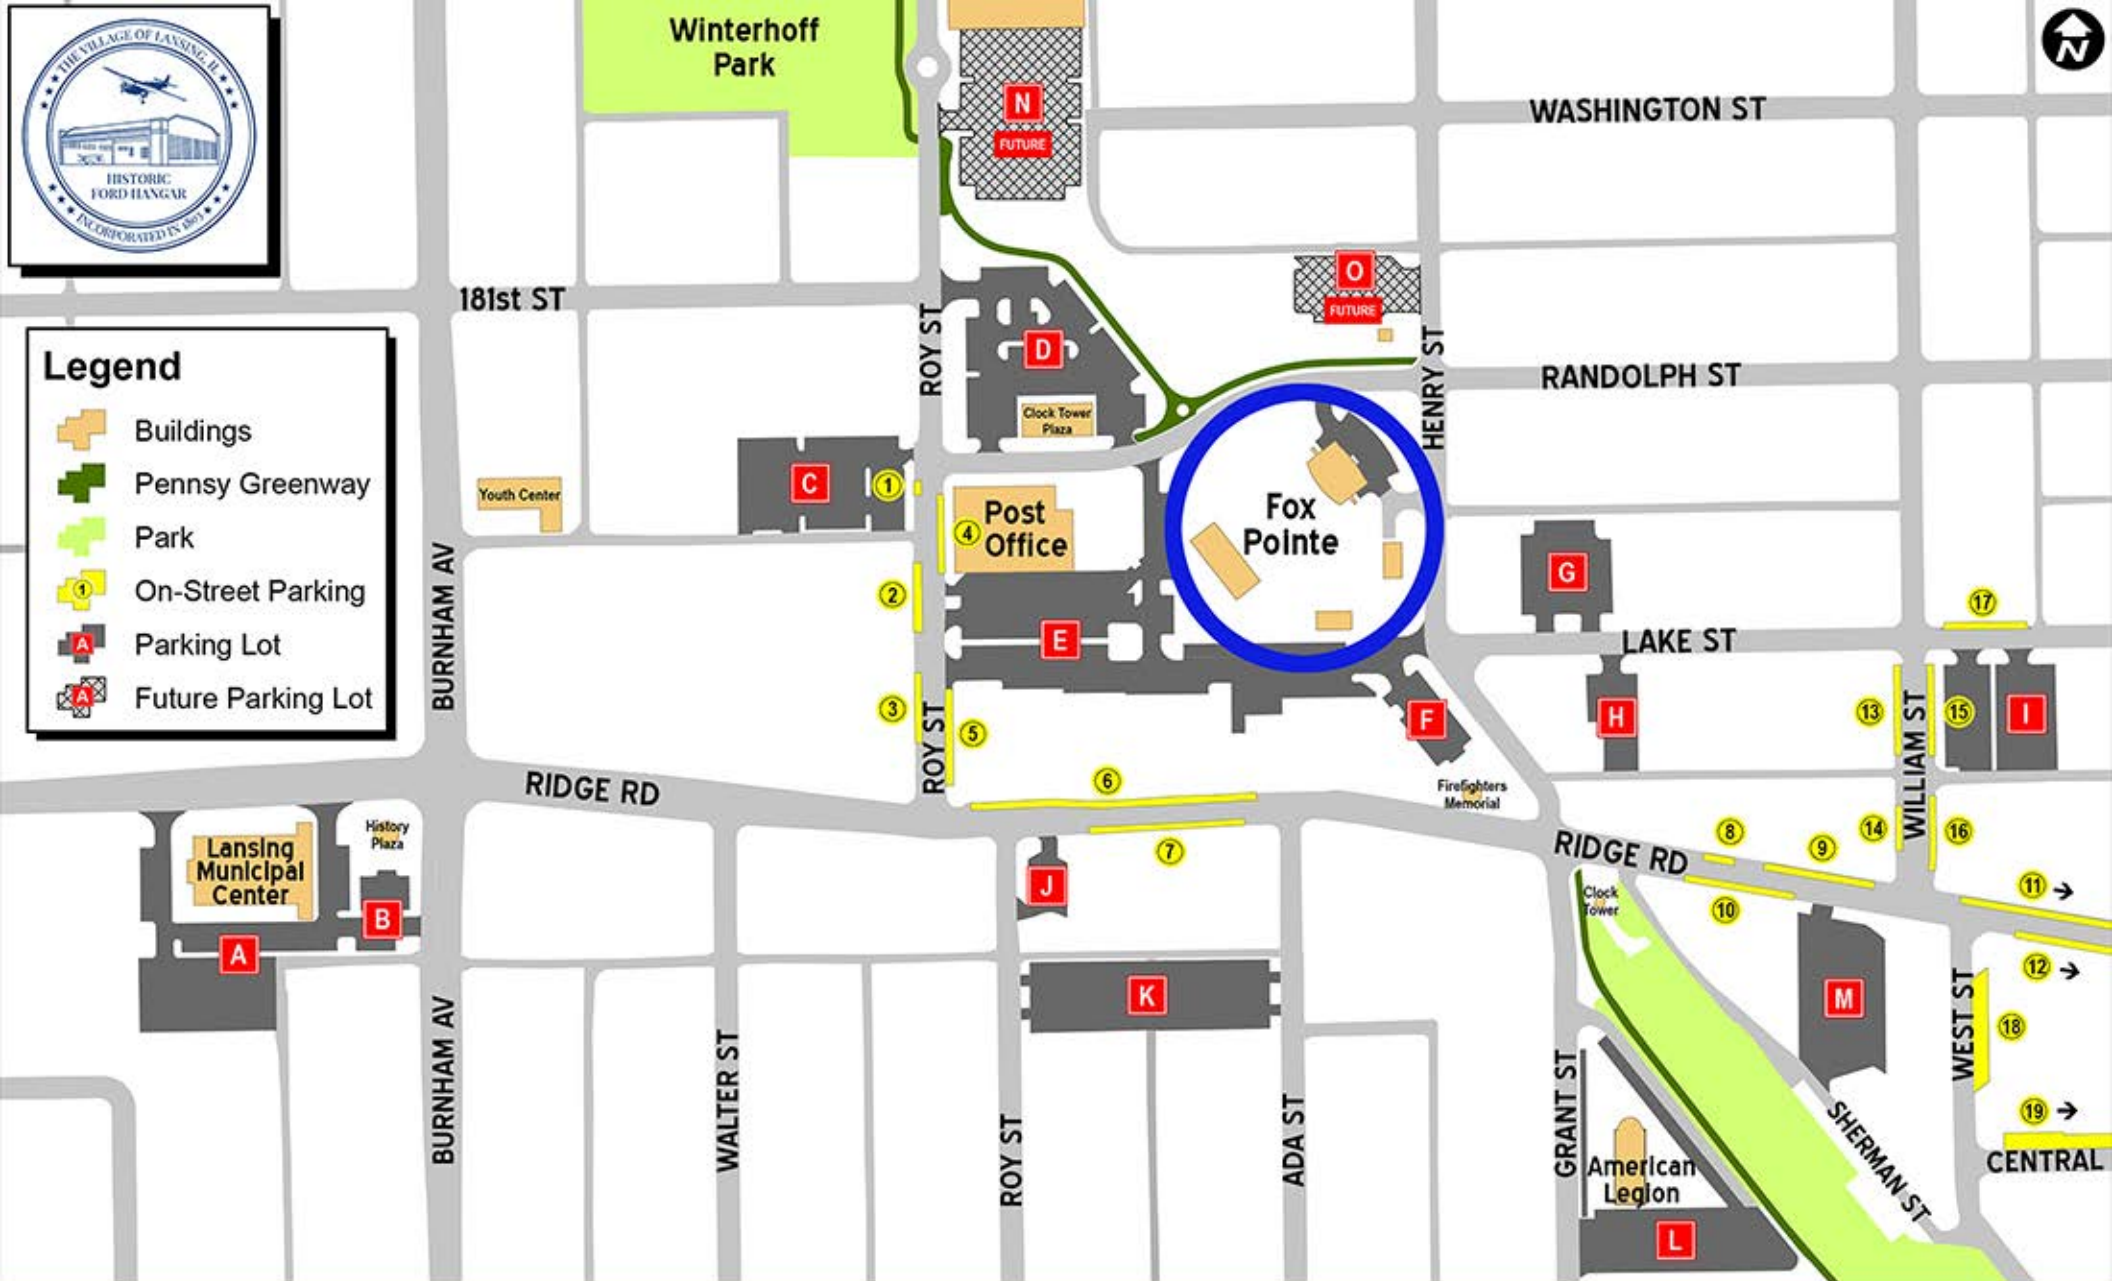 THE VILLAGE OF LANSING, IL
HISTORIC
FORD HANGAR
INCORPORATED IN 1893
Winterhoff
Park
N
FUTURE
WASHINGTON ST
N
181st ST
ROY ST
D
Clock Tower
Plaza
O
FUTURE
HENRY ST
RANDOLPH ST
Legend
Buildings
Pennsy Greenway
Park
1
On-Street Parking
A
Parking Lot
A
Future Parking Lot
Youth Center
C
1
4
Post
Office
Fox
Pointe
G
17
BURNHAM AV
2
E
LAKE ST
3
ROY ST
5
F
H
13
WILLIAM ST
15
I
RIDGE RD
6
Firefighters
Memorial
7
8
14
16
9
RIDGE RD
10
11
Lansing
Municipal
Center
History
Plaza
B
A
J
K
Clock
Tower
M
12
WEST ST
18
19
CENTRAL
BURNHAM AV
WALTER ST
ROY ST
ADA ST
GRANT ST
American
Legion
L
SHERMAN ST